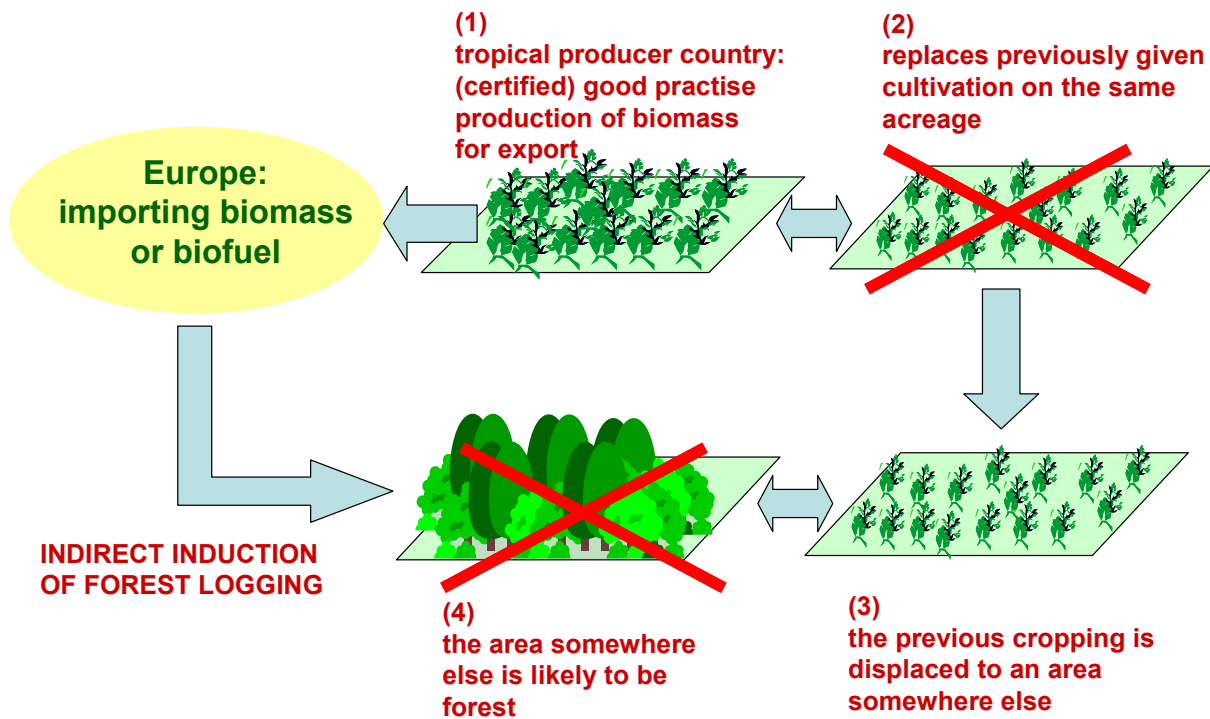 (1)
tropical producer country:
(certified) good practise
production of biomass
for export
(2)
replaces previously given
cultivation on the same
acreage
Europe:
importing biomass
or biofuel
INDIRECT INDUCTION
OF FOREST LOGGING
(4)
the area somewhere
else is likely to be
forest
(3)
the previous cropping is
displaced to an area
somewhere else